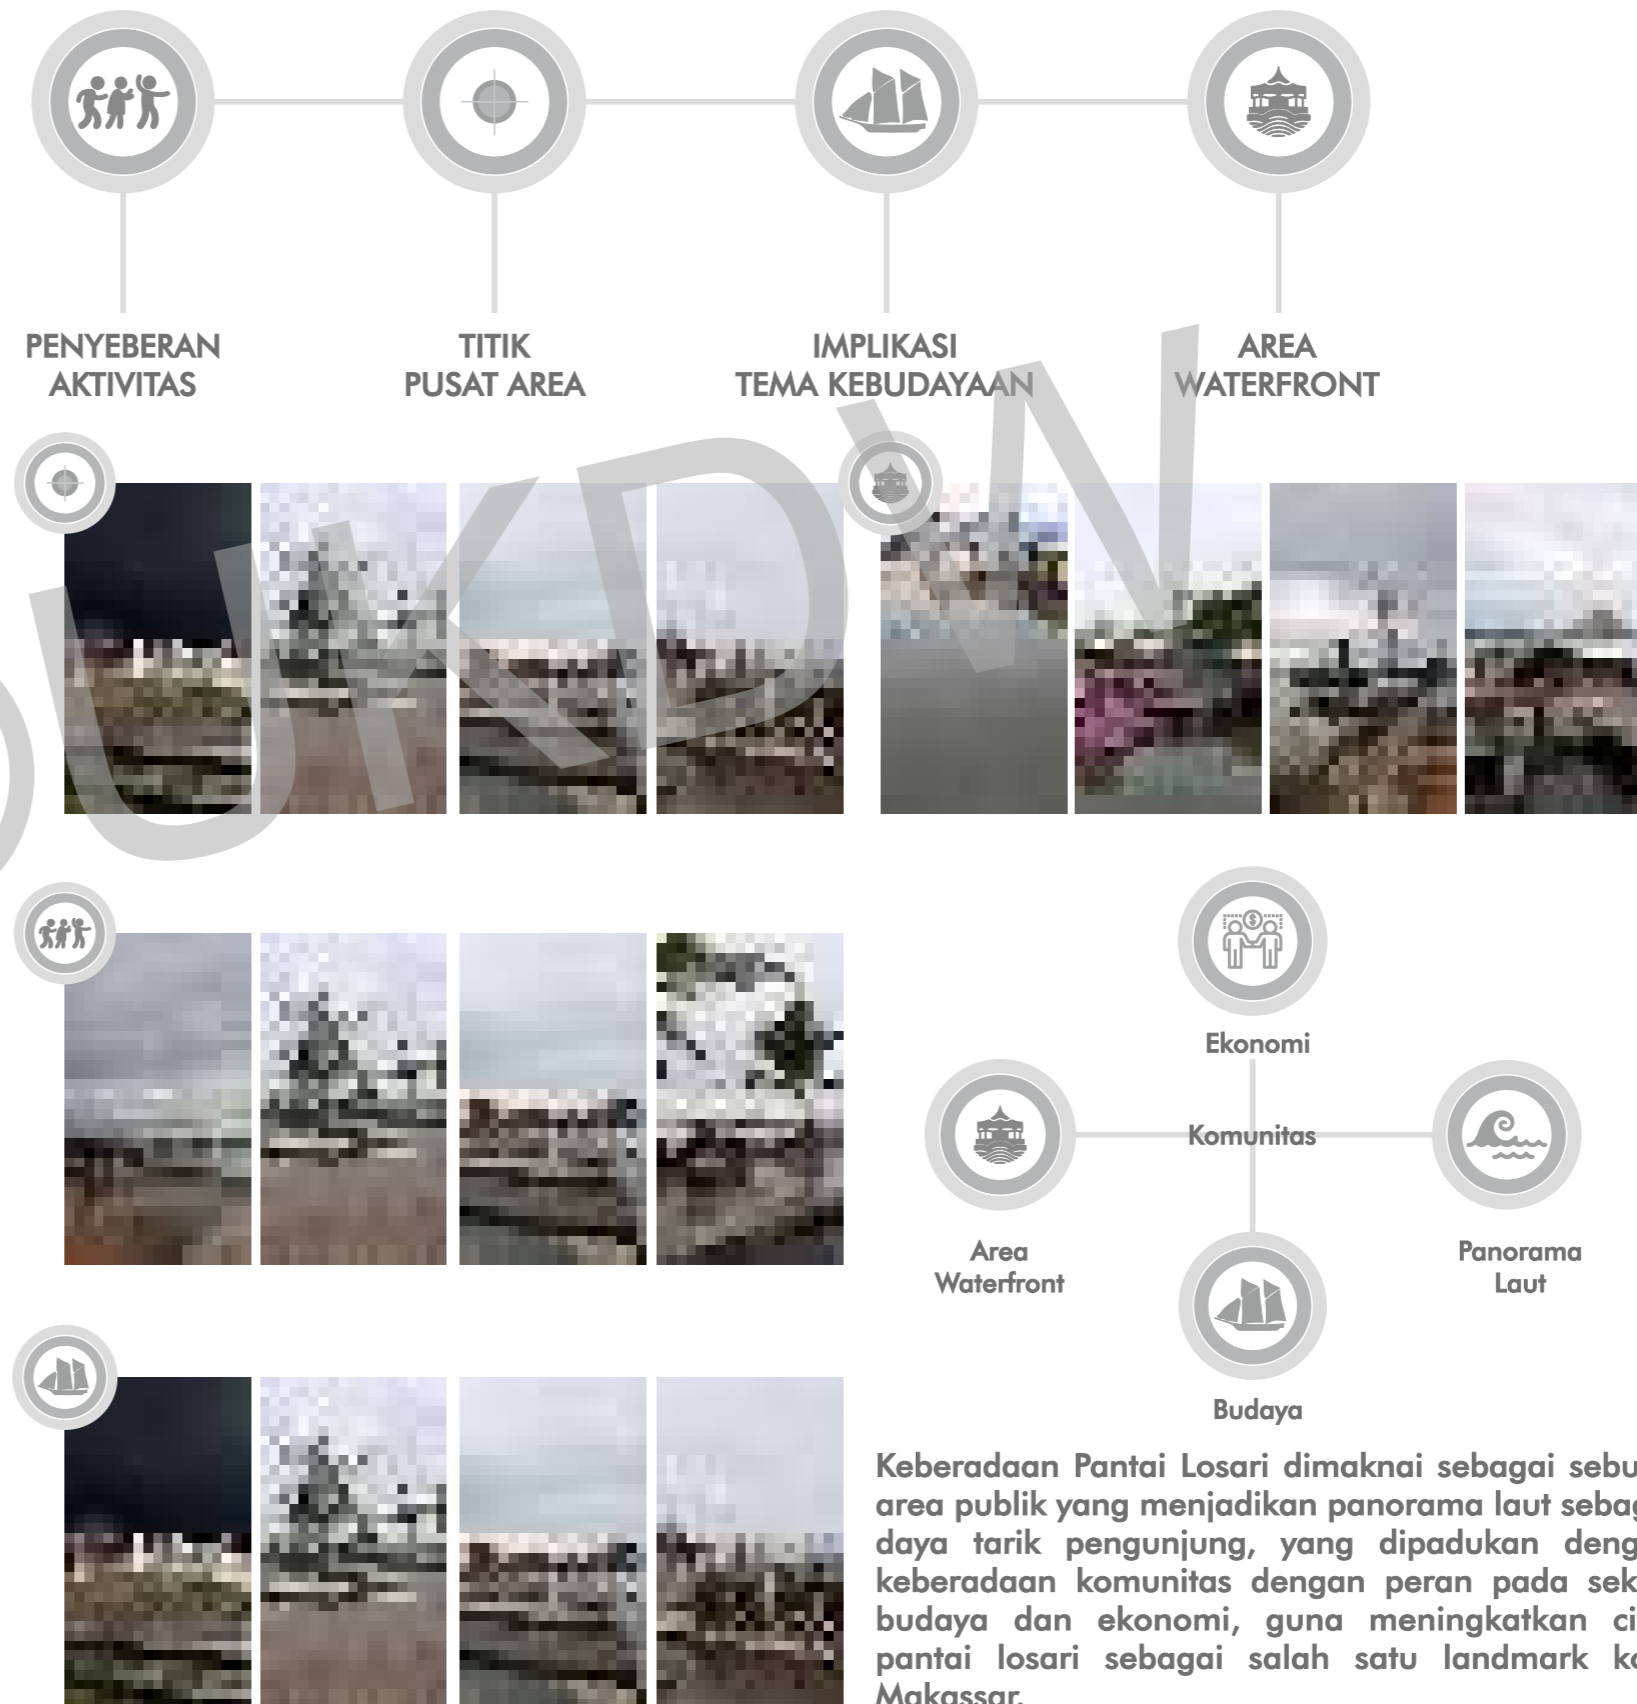 PENYEBERAN
AKTIVITAS
TITIK
PUSAT AREA
IMPLIKASI
TEMA KEBUDAYAAN
AREA
WATERFRONT
DUKDW
Ekonomi
Komunitas
Area
Waterfront
Panorama
Laut
Budaya
Keberadaan Pantai Losari dimaknai sebagai sebu
area publik yang menjadikan panorama laut sebag
daya tarik pengunjung, yang dipadukan deng
keberadaan komunitas dengan peran pada sek
budaya dan ekonomi, guna meningkatkan ci
pantai losari sebagai salah satu landmark ko
Makassar.